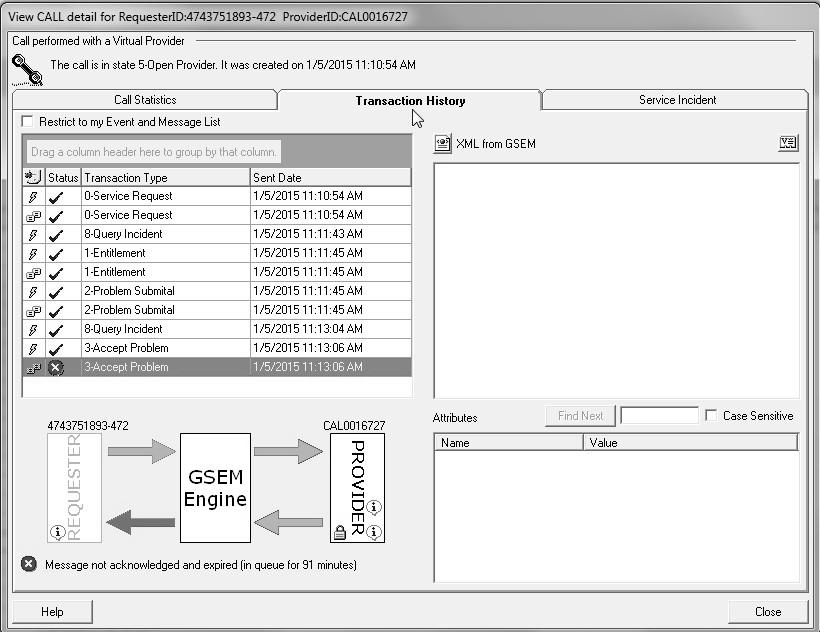 View CALL detail for RequesterID:4743751893-472 ProviderID:CAL0016727
Call performed with a Virtual Provider
The call is in state 5-Open Provider. It was created on 1/5/2015 11:10:54 AM
Call Statistics
Transaction History
Service Incident
Restrict to my Event and Message List
Drag a column header here to group by that column.
Status Transaction Type Sent Date
0-Service Request 1/5/2015 11:10:54 AM
0-Service Request 1/5/2015 11:10:54 AM
8-Query Incident 1/5/2015 11:11:43 AM
1-Entitlement 1/5/2015 11:11:45 AM
1-Entitlement 1/5/2015 11:11:45 AM
2-Problem Submital 1/5/2015 11:11:45 AM
2-Problem Submital 1/5/2015 11:11:45 AM
8-Query Incident 1/5/2015 11:13:04 AM
3-Accept Problem 1/5/2015 11:13:06 AM
3-Accept Problem 1/5/2015 11:13:06 AM
XML from GSEM
Attributes
Find Next
Case Sensitive
Name Value
4743751893-472
CAL0016727
REQUESTER
GSEM
Engine
PROVIDER
Message not acknowledged and expired (in queue for 91 minutes)
Help
Close